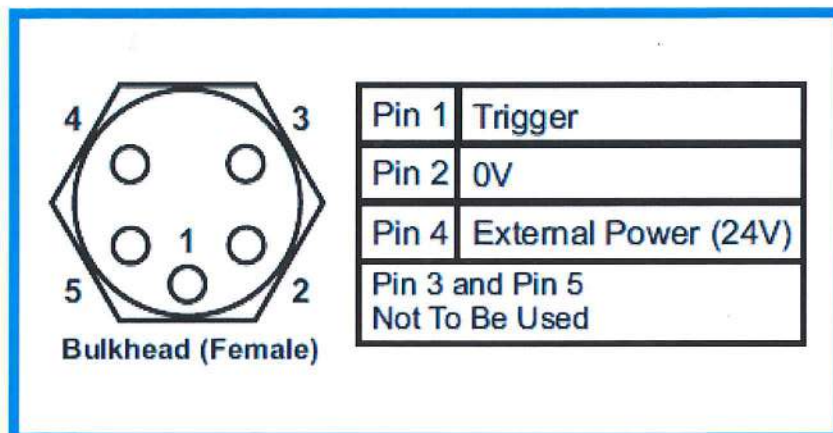 4 3
1
5 2
Bulkhead (Female)
Pin 1 Trigger
Pin 2 0V
Pin 4 External Power (24V)
Pin 3 and Pin 5
Not To Be Used